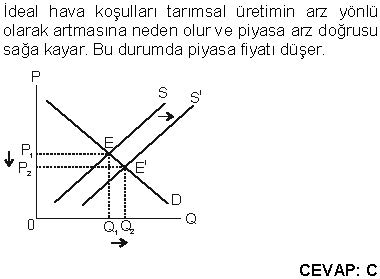 İdeal hava koşulları tarımsal üretimin arz yönlü
olarak artmasına neden olur ve piyasa arz doğrusu
sağa kayar. Bu durumda piyasa fiyatı düşer.
P
S
S'
P1
E
P2
E'
D
0
Q1
Q2
Q
CEVAP: C